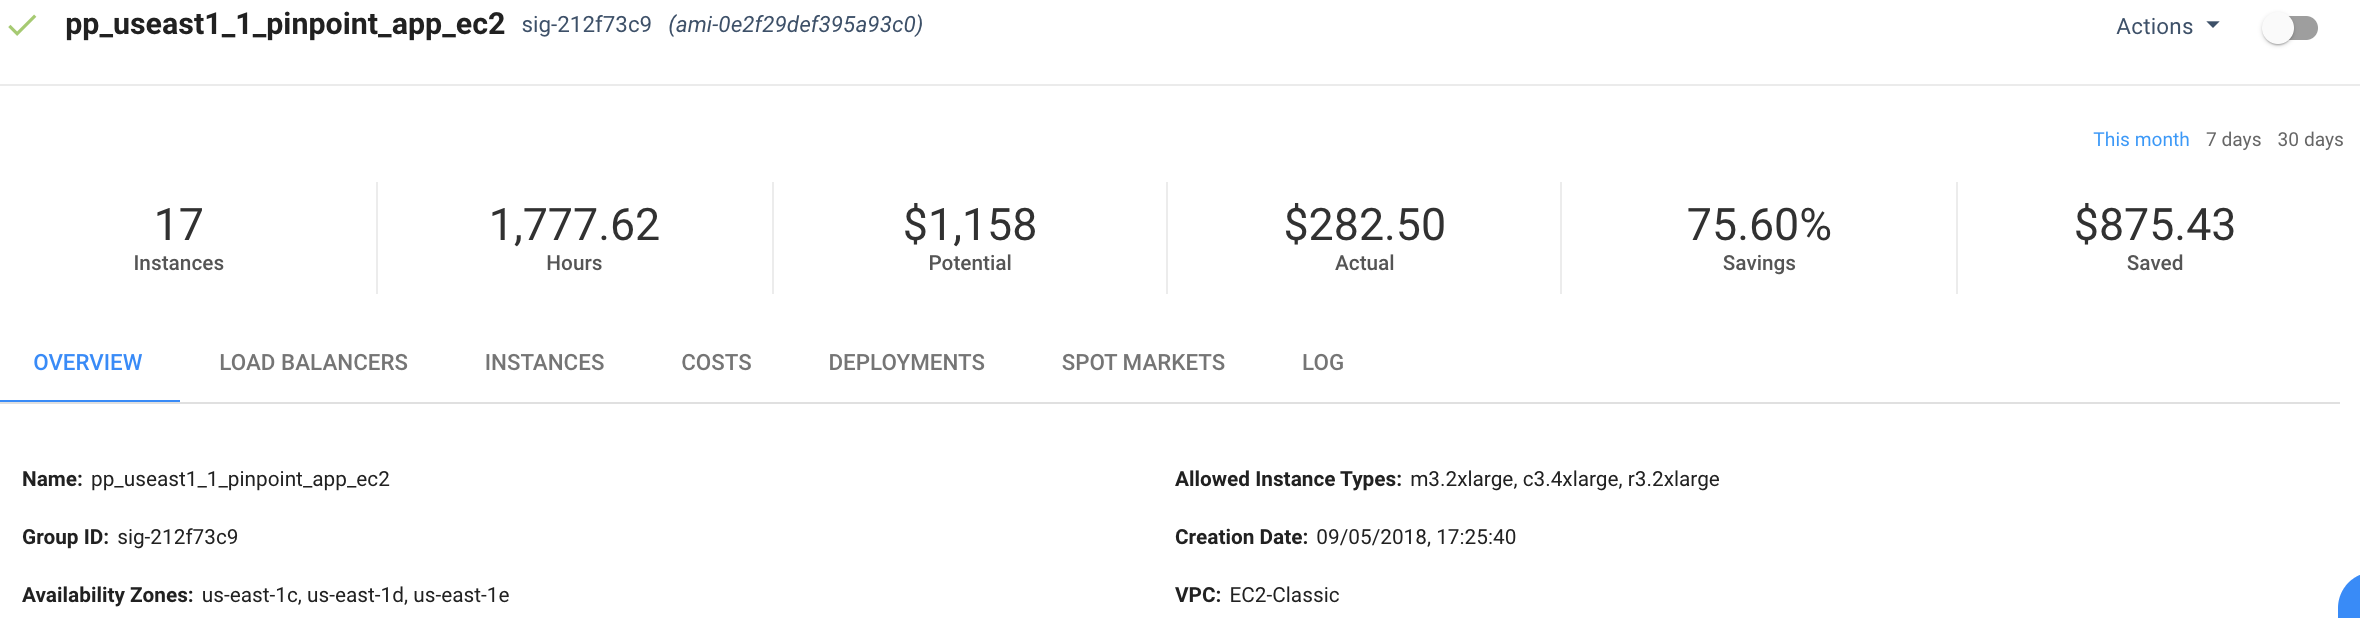 pp_useast1_1_pinpoint_app_ec2 sig-212f73c9 (ami-0e2f29def395a93c0) Actions
This month 7 days 30 days
17 1,777.62 $1,158 $282.50 75.60% $875.43
Instances Hours Potential Actual Savings Saved
OVERVIEW LOAD BALANCERS INSTANCES COSTS DEPLOYMENTS SPOT MARKETS LOG
Name: pp_useast1_1_pinpoint_app_ec2 Allowed Instance Types: m3.2xlarge, c3.4xlarge, r3.2xlarge
Group ID: sig-212f73c9 Creation Date: 09/05/2018, 17:25:40
Availability Zones: us-east-1c, us-east-1d, us-east-1e VPC: EC2-Classic